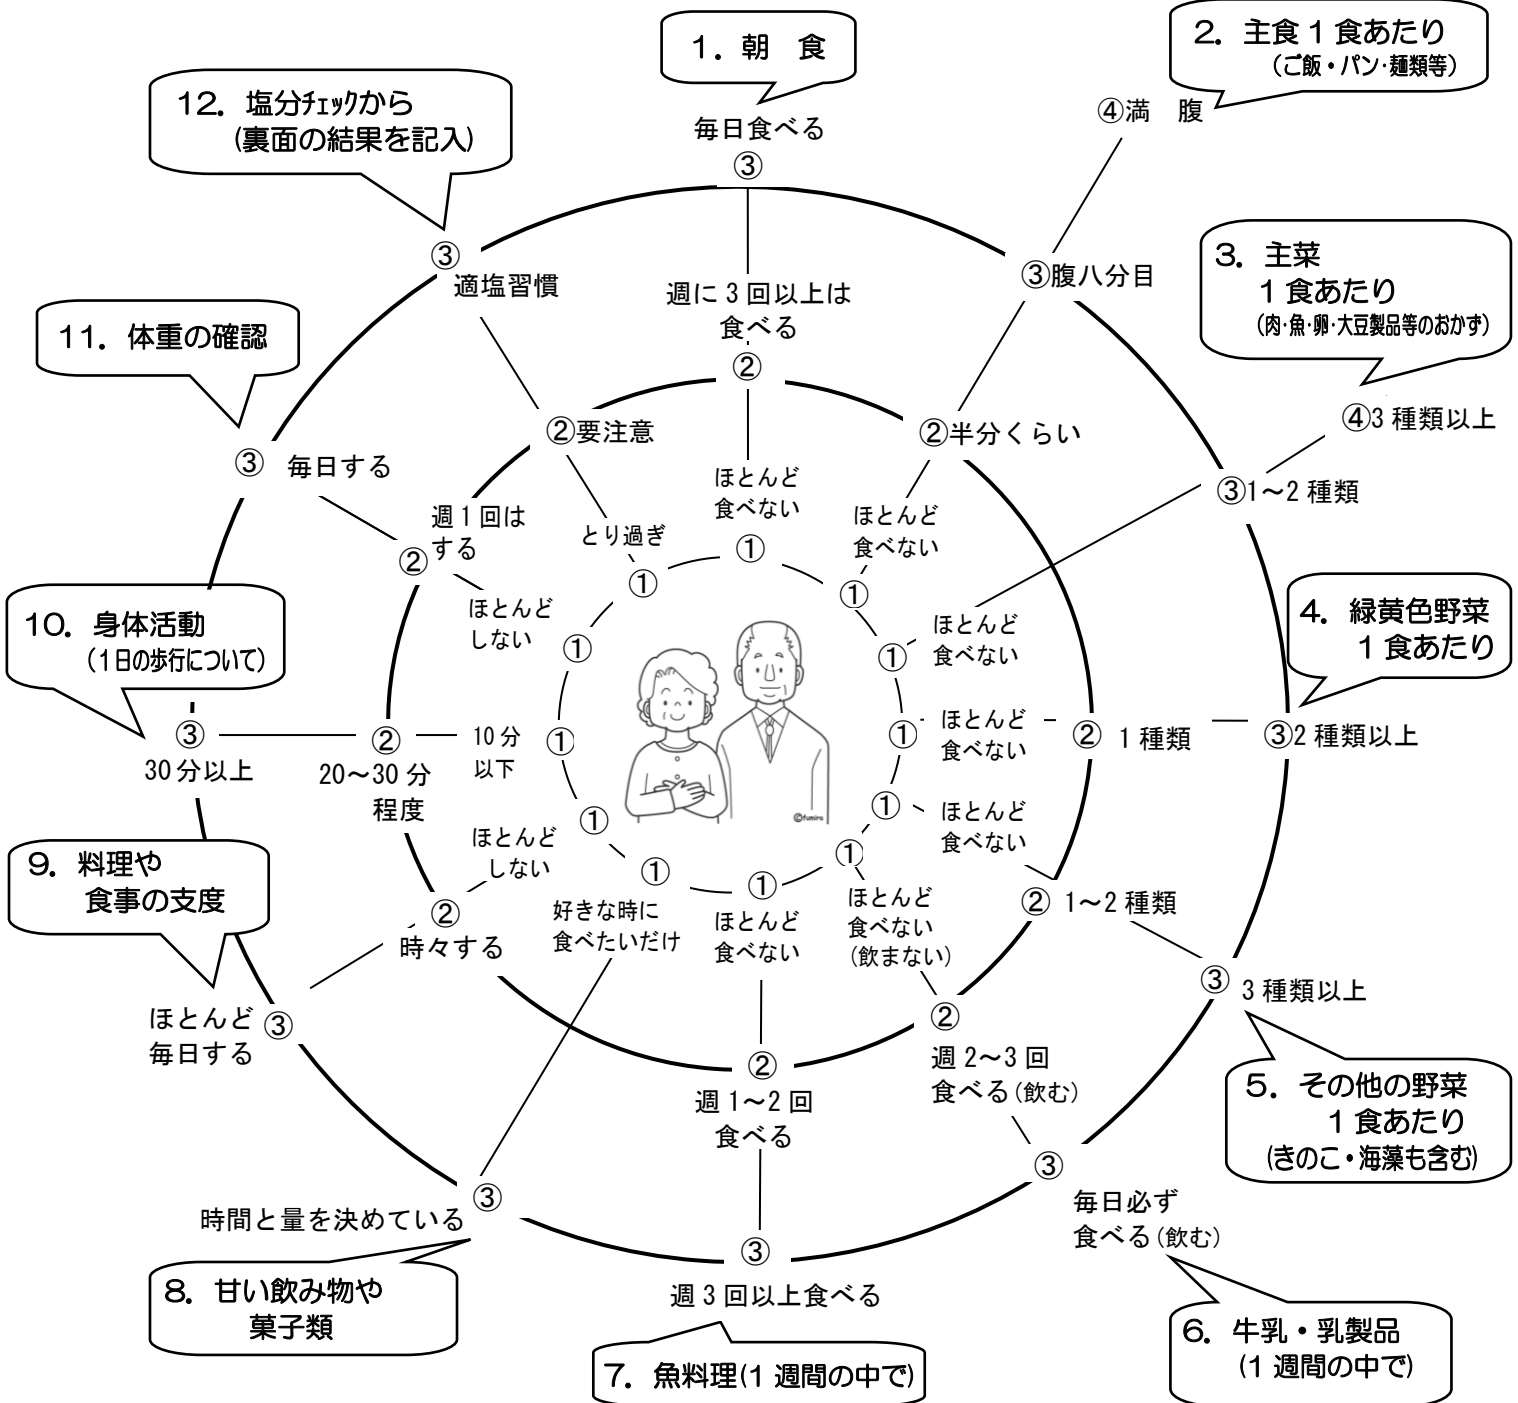 1. 朝　食
毎日食べる
③
週に３回以上は
食べる
②
ほとんど
食べない
①
2. 主食１食あたり
（ご飯・パン・麺類等）
④満　腹
③腹八分目
②半分くらい
ほとんど
食べない
①
3. 主菜
１食あたり
（肉・魚・卵・大豆製品等のおかず）
④3 種類以上
③1～2 種類
ほとんど
食べない
①
4. 緑黄色野菜
１食あたり
③2 種類以上
② 1 種類
ほとんど
食べない
①
5. その他の野菜
１食あたり
（きのこ・海藻も含む）
③ 3 種類以上
② 1～2 種類
ほとんど
食べない
①
6. 牛乳・乳製品
（１週間の中で）
毎日必ず
食べる（飲む）
③
週 2～3 回
食べる（飲む）
②
ほとんど
食べない
（飲まない）
①
7. 魚料理（１週間の中で）
週３回以上食べる
③
週 1～2 回
食べる
②
ほとんど
食べない
①
8. 甘い飲み物や
菓子類
時間と量を決めている ③
好きな時に
食べたいだけ
①
9. 料理や
食事の支度
ほとんど ③
毎日する
②
時々する
ほとんど
しない
①
10. 身体活動
（１日の歩行について）
③
30分以上
②
20～30 分
程度
10分
以下
①
11. 体重の確認
③ 毎日する
週１回は
② する
ほとんど
しない
①
12. 塩分ﾁｪｯｸから
（裏面の結果を記入）
③
適塩習慣
②要注意
とり過ぎ
①
©fumira